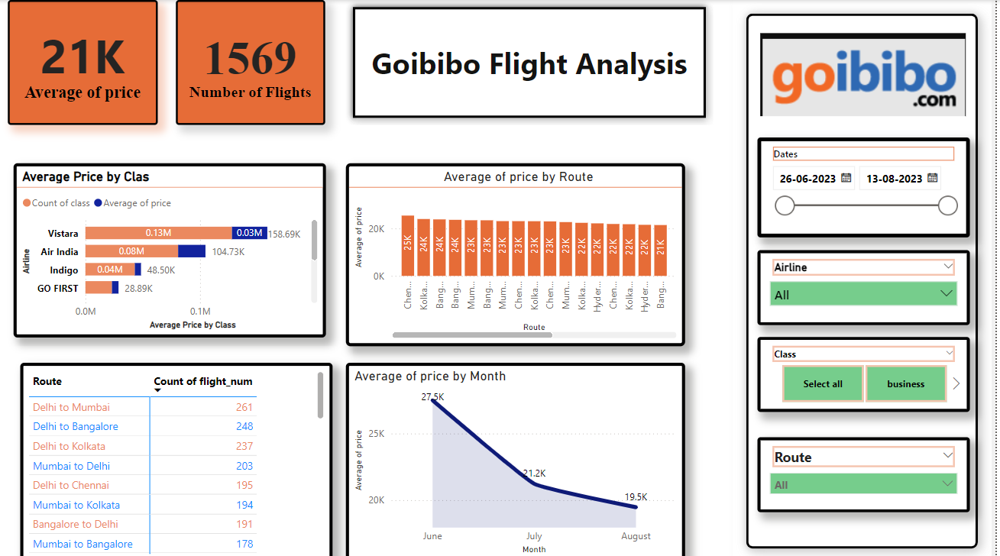 21K
Average of price
1569
Number of Flights
Goibibo Flight Analysis
goibibo
.com
Dates
26-06-2023
13-08-2023
Airline
All
Class
Select all
business
Route
All
Average Price by Clas
Count of class
Average of price
Airline
Vistara
0.13M
0.03M
158.69K
Air India
0.08M
104.73K
Indigo
0.04M
48.50K
GO FIRST
28.89K
0.0M
0.1M
Average Price by Class
Average of price by Route
Average of price
20K
0K
25K
24K
24K
24K
23K
23K
23K
23K
23K
23K
23K
22K
22K
22K
22K
22K
21K
Chen...
Kolka...
Bang...
Bang...
Mum...
Bang...
Mum...
Chen...
Kolka...
Chen...
Mum...
Kolka...
Hyder...
Chen...
Kolka...
Hyder...
Bang...
Route
Route
Count of flight_num
Delhi to Mumbai 261
Delhi to Bangalore 248
Delhi to Kolkata 237
Mumbai to Delhi 203
Delhi to Chennai 195
Mumbai to Kolkata 194
Bangalore to Delhi 191
Mumbai to Bangalore 178
Average of price by Month
Average of price
25K
20K
27.5K
21.2K
19.5K
June
July
August
Month